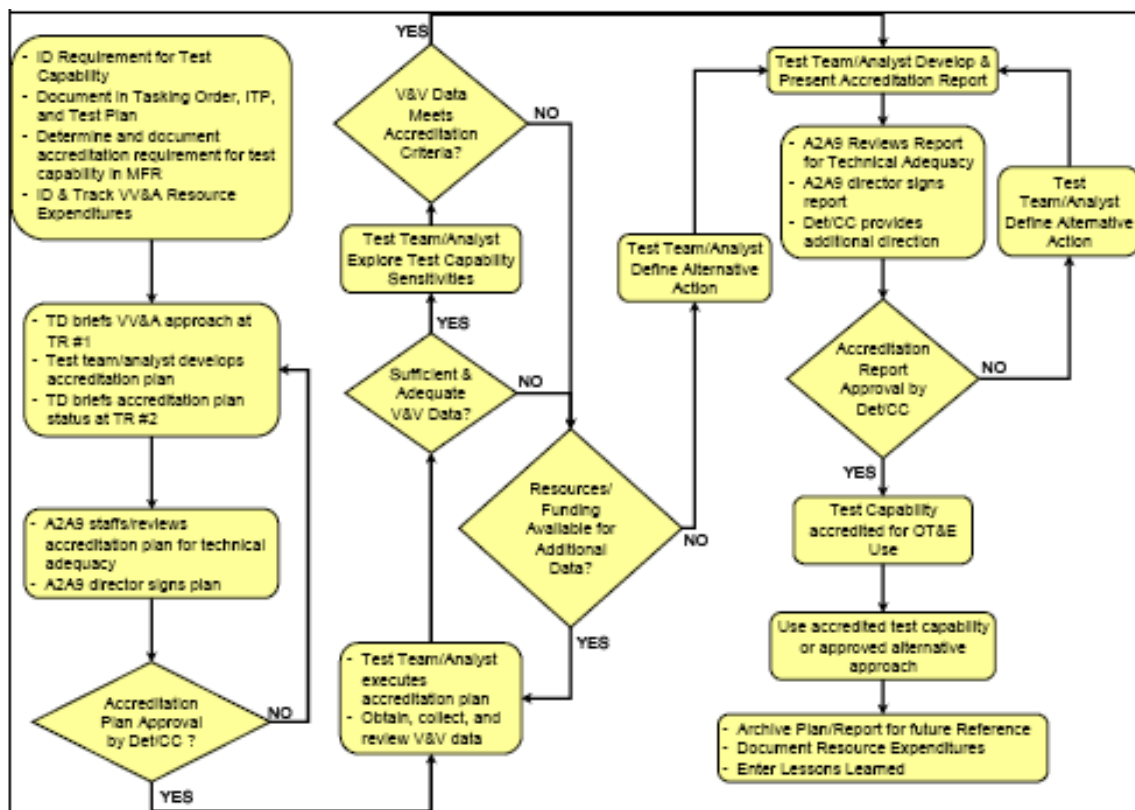 - ID Requirement for Test
Capability
- Document in Tasking Order, ITP,
and Test Plan
- Determine and document
accreditation requirement for test
capability in MFR
- ID & Track VV&A Resource
Expenditures
- TD briefs VV&A approach at
TR #1
- Test team/analyst develops
accreditation plan
- TD briefs accreditation plan
status at TR #2
- A2A9 staffs/reviews
accreditation plan for technical
adequacy
- A2A9 director signs plan
Accreditation
Plan Approval
by Det/CC ?
NO
YES
- Test Team/Analyst
executes
accreditation plan
- Obtain, collect, and
review V&V data
Sufficient &
Adequate
V&V Data?
NO
YES
Test Team/Analyst
Explore Test Capability
Sensitivities
V&V Data
Meets
Accreditation
Criteria?
NO
YES
Resources/
Funding
Available for
Additional
Data?
NO
YES
Test Team/Analyst
Define Alternative
Action
Test Team/Analyst Develop &
Present Accreditation Report
- A2A9 Reviews Report
for Technical Adequacy
- A2A9 director signs
report
- Det/CC provides
additional direction
Accreditation
Report
Approval by
Det/CC
NO
YES
Test
Team/Analyst
Define Alternative
Action
Test Capability
accredited for OT&E
Use
Use accredited test capability
or approved alternative
approach
- Archive Plan/Report for future Reference
- Document Resource Expenditures
- Enter Lessons Learned